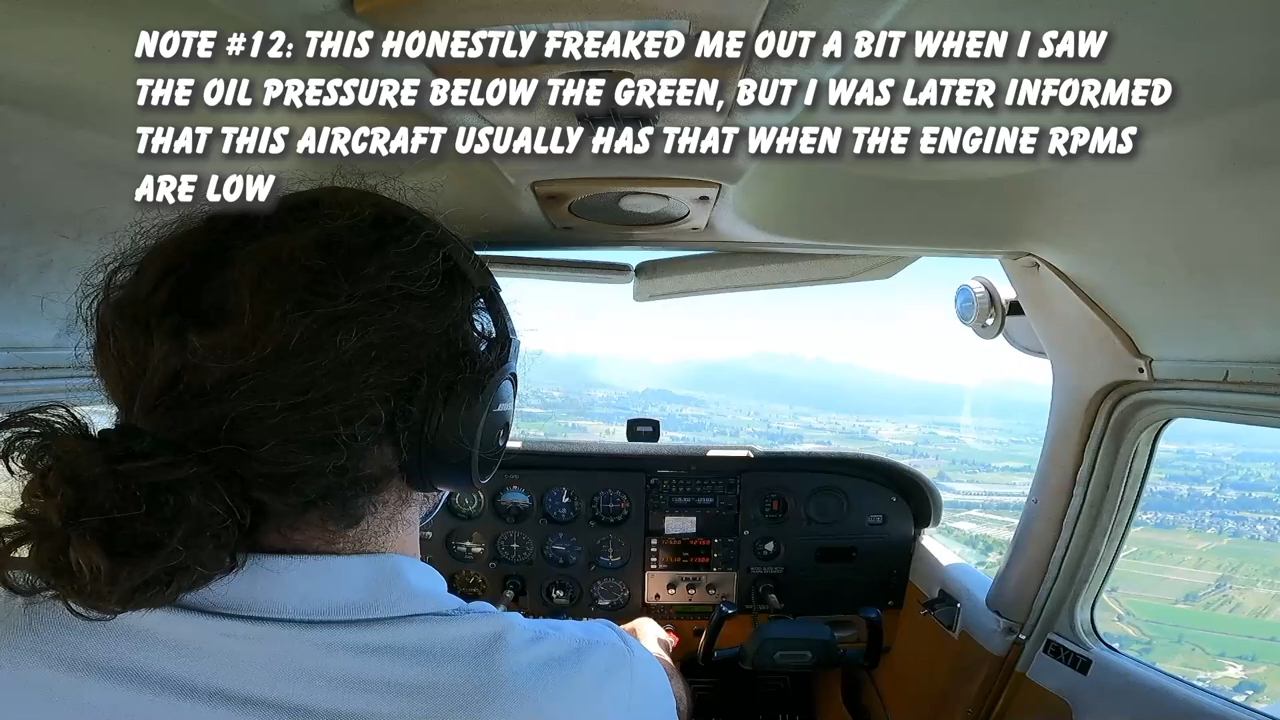 NOTE #12: THIS HONESTLY FREAKED ME OUT A BIT WHEN I SAW
THE OIL PRESSURE BELOW THE GREEN, BUT I WAS LATER INFORMED
THAT THIS AIRCRAFT USUALLY HAS THAT WHEN THE ENGINE RPMS
ARE LOW
EXIT